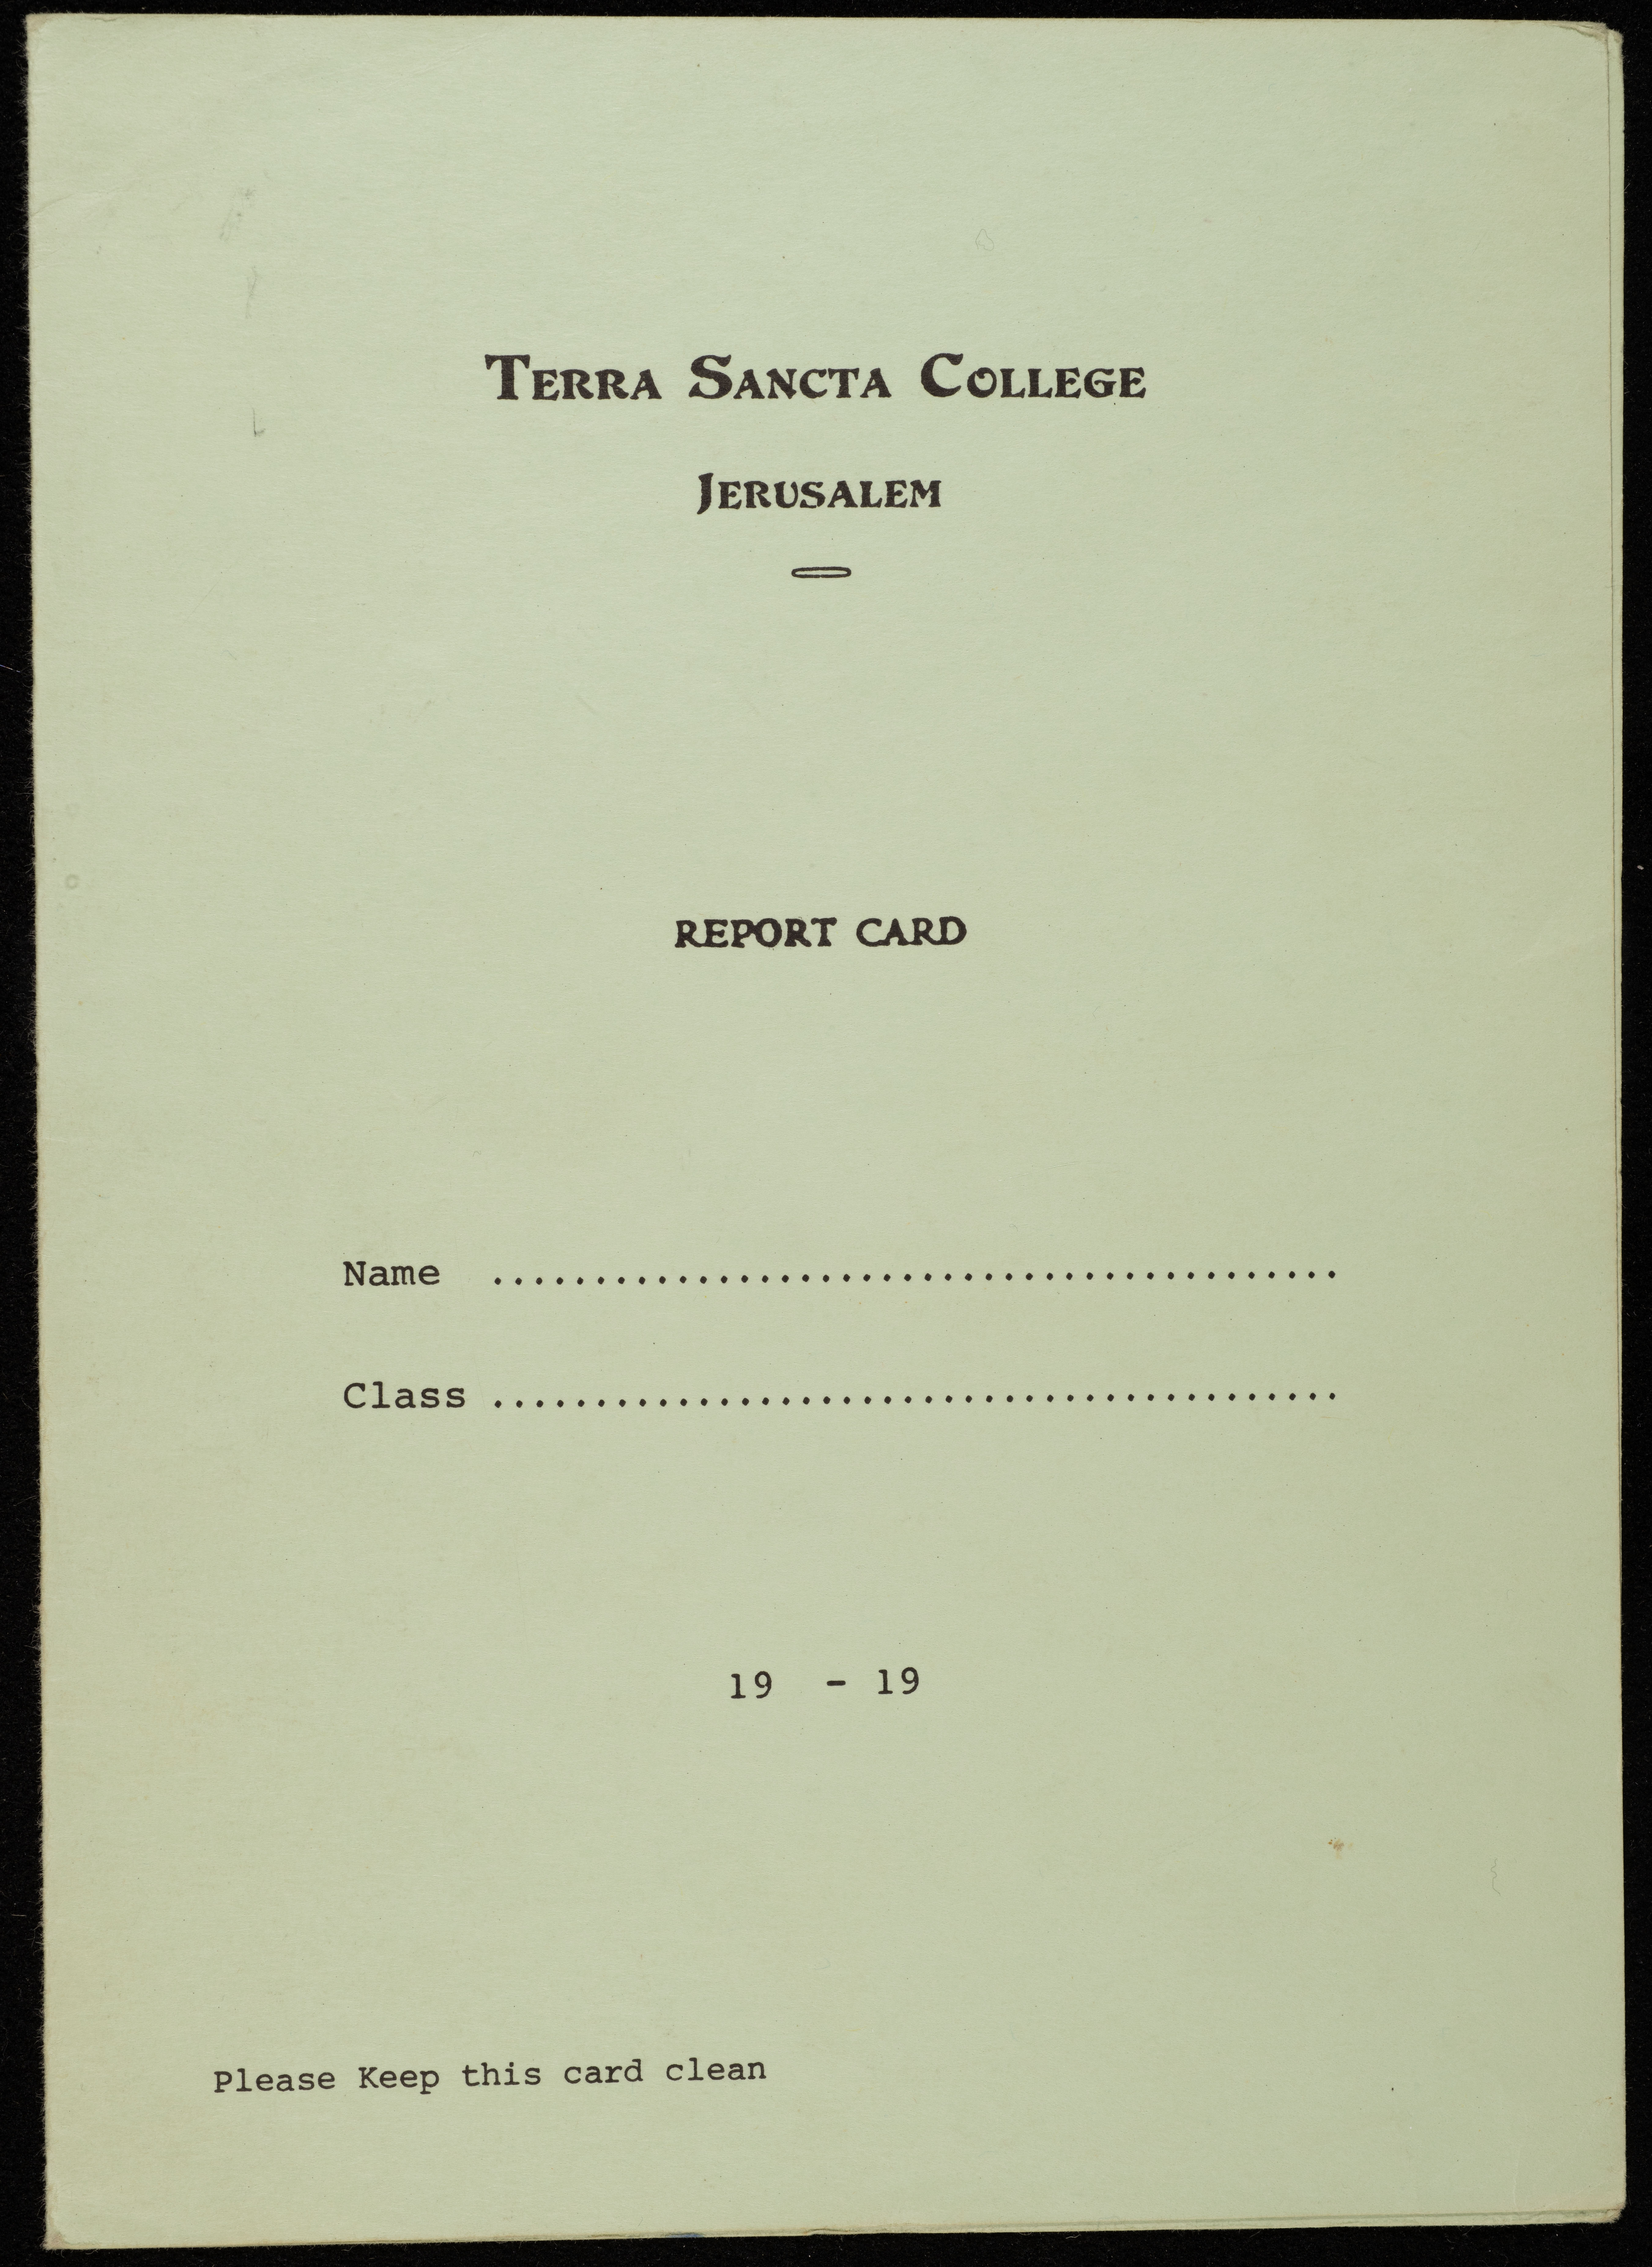 TERRA SANCTA COLLEGE
JERUSALEM
REPORT CARD
Name ..........................................
Class ..........................................
19 - 19
Please Keep this card clean